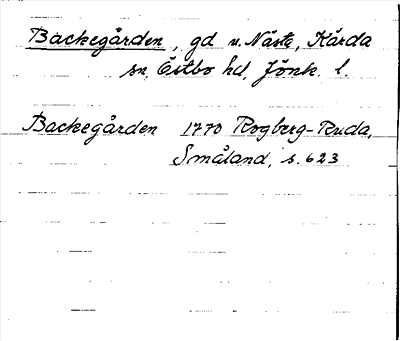 Backegården, gd u. Näste, Kärda
sn, Östbo hd, Jönk. l.
Backegården 1770 Rogberg-Ruda,
Småland, s. 623